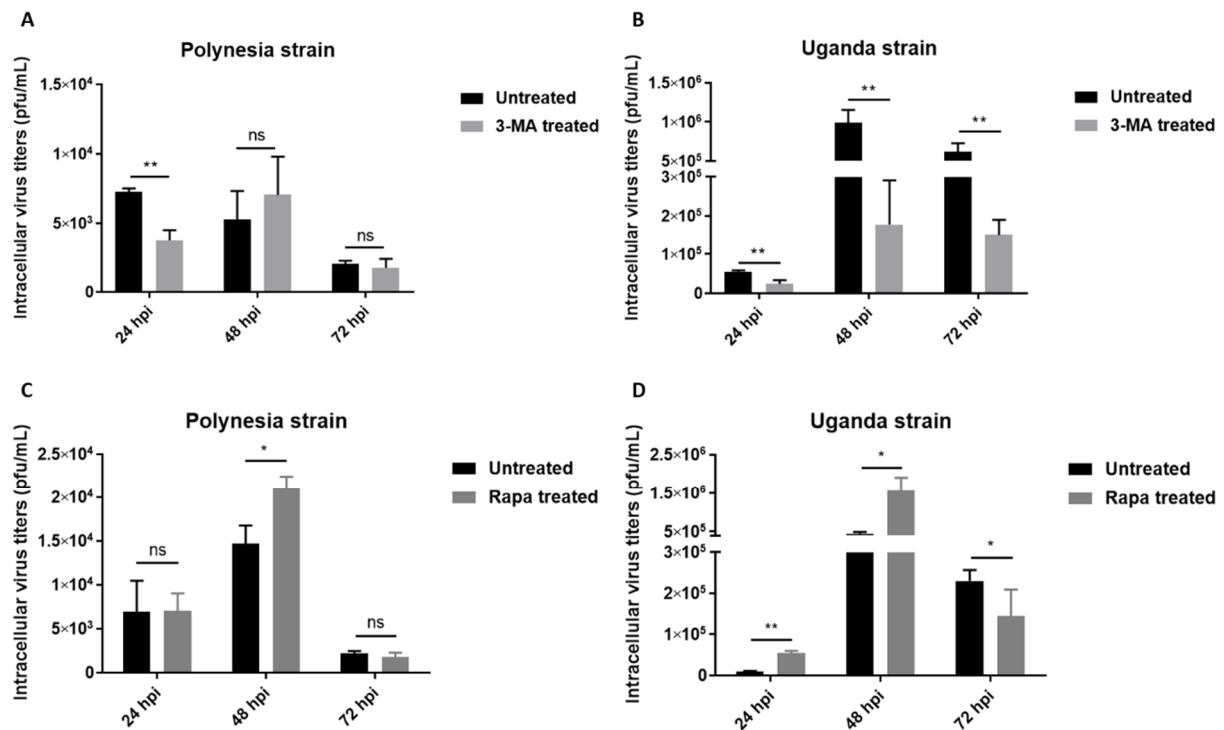 A
Polynesia strain
Intracellular virus titers (pfu/mL)
1.5×10⁴
1×10⁴
5×10³
0
**
ns
ns
24 hpi
48 hpi
72 hpi
Untreated
3-MA treated
B
Uganda strain
Intracellular virus titers (pfu/mL)
1.5×10⁶
1×10⁶
5×10⁵
3×10⁵
2×10⁵
1×10⁵
0
**
**
**
24 hpi
48 hpi
72 hpi
Untreated
3-MA treated
C
Polynesia strain
Intracellular virus titers (pfu/mL)
2.5×10⁴
2×10⁴
1.5×10⁴
1×10⁴
5×10³
0
ns
*
ns
24 hpi
48 hpi
72 hpi
Untreated
Rapa treated
D
Uganda strain
Intracellular virus titers (pfu/mL)
2.5×10⁶
1.5×10⁶
5×10⁵
3×10⁵
2×10⁵
1×10⁵
0
**
*
*
24 hpi
48 hpi
72 hpi
Untreated
Rapa treated